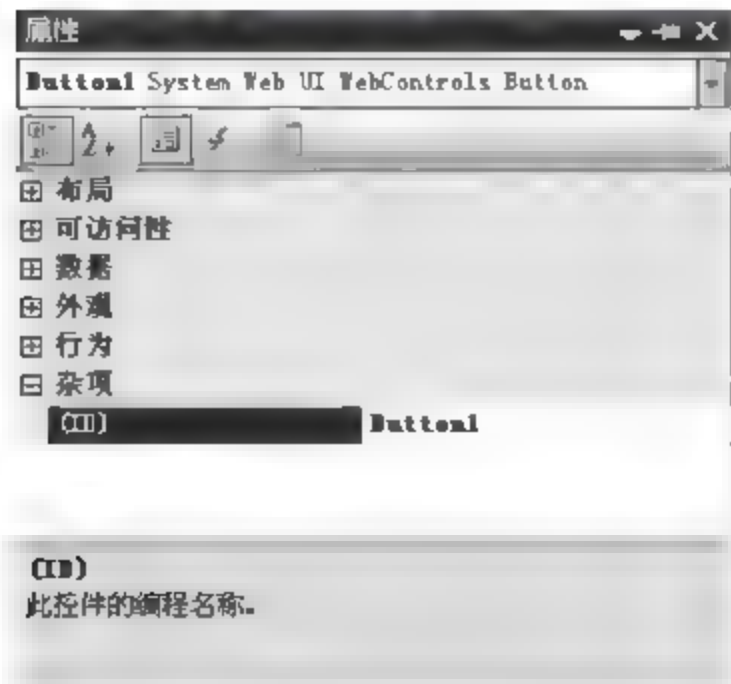 属性
Button1 System Web UI WebControls Button
布局
可访问性
数据
外观
行为
杂项
(ID) Button1
(ID)
此控件的编程名称。